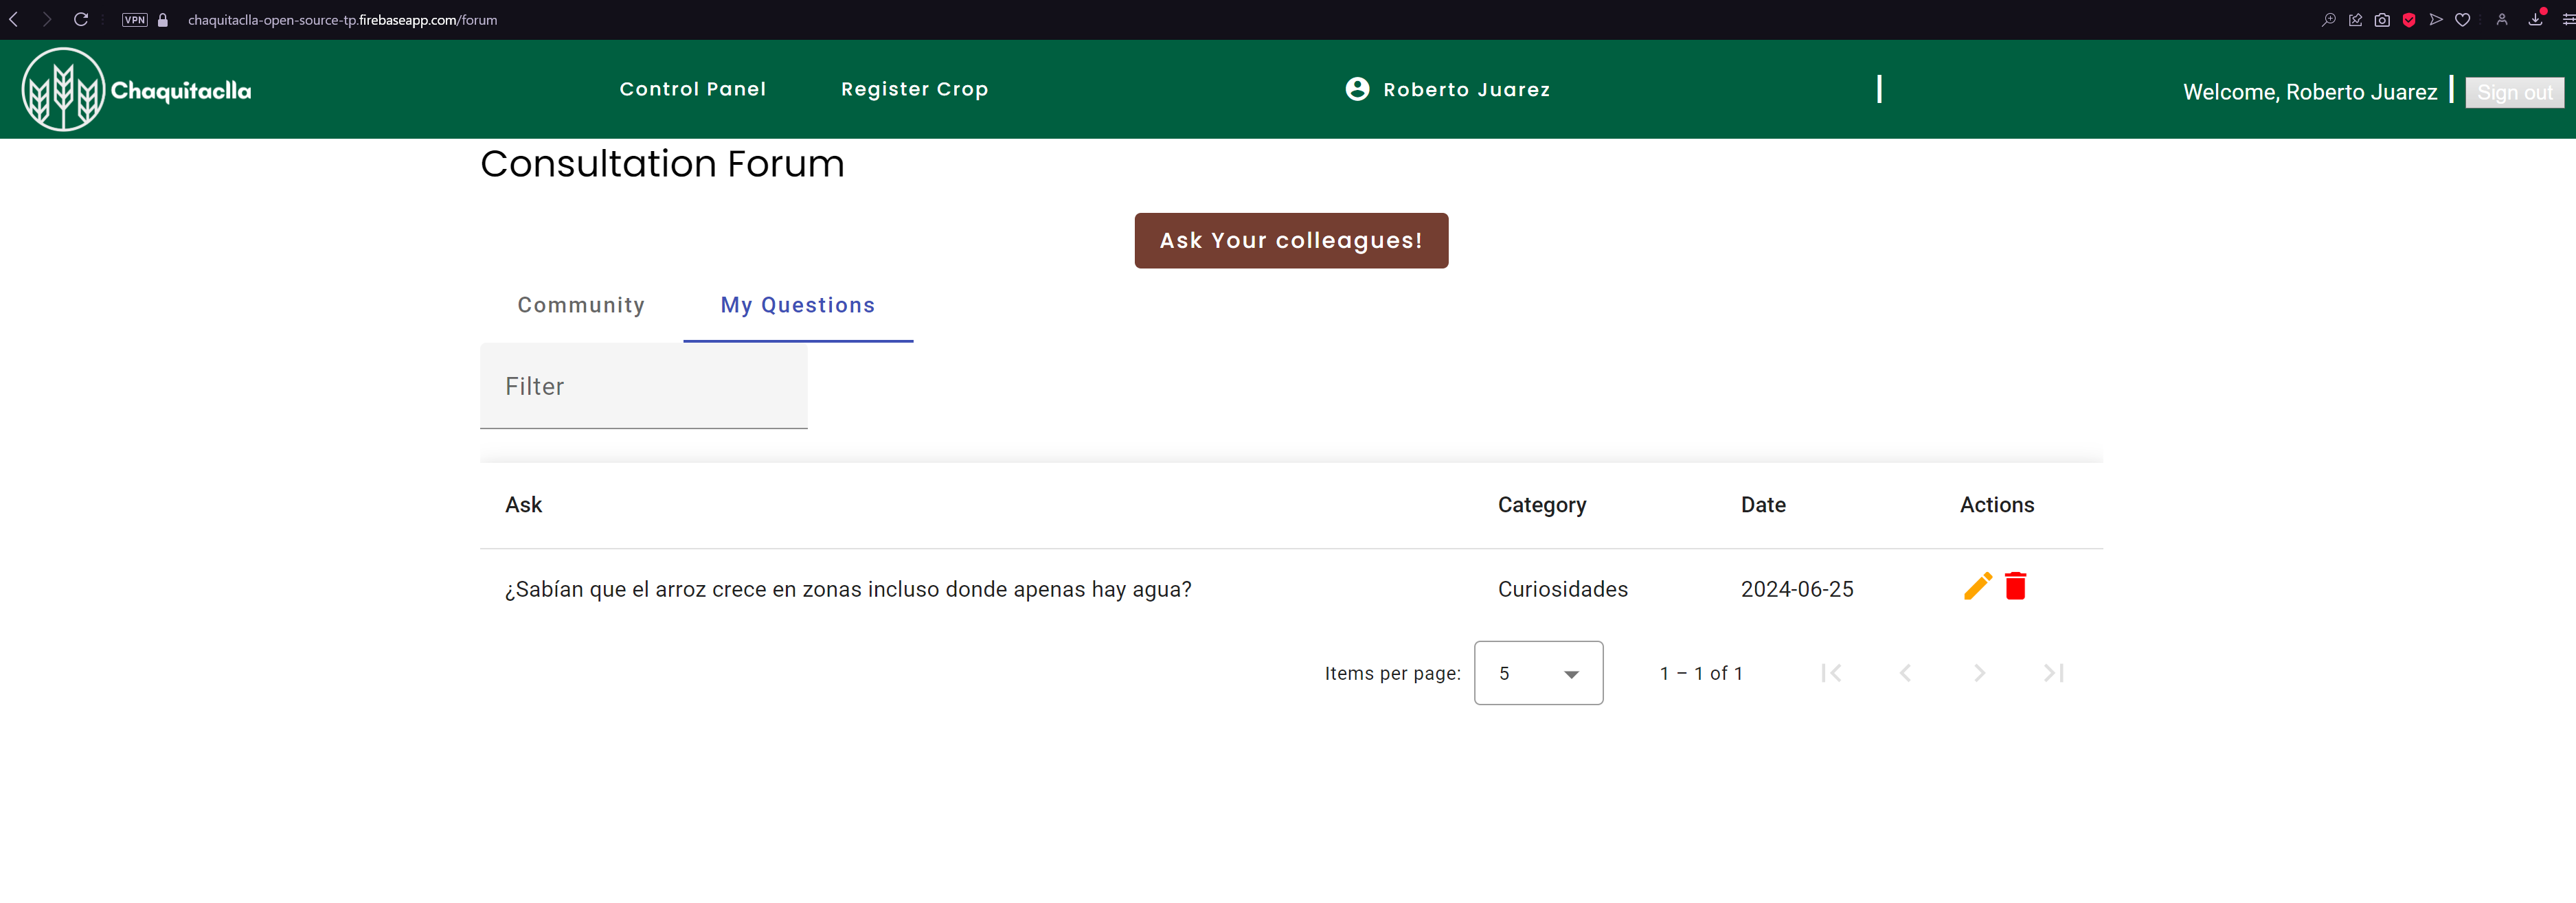 VPN chaquitaclla-open-source-tp.firebaseapp.com/forum
Chaquitaclla Control Panel Register Crop Roberto Juarez Welcome, Roberto Juarez Sign out
Consultation Forum
Ask Your colleagues!
Community My Questions
Filter
Ask Category Date Actions
¿Sabían que el arroz crece en zonas incluso donde apenas hay agua? Curiosidades 2024-06-25
Items per page: 5 1 – 1 of 1